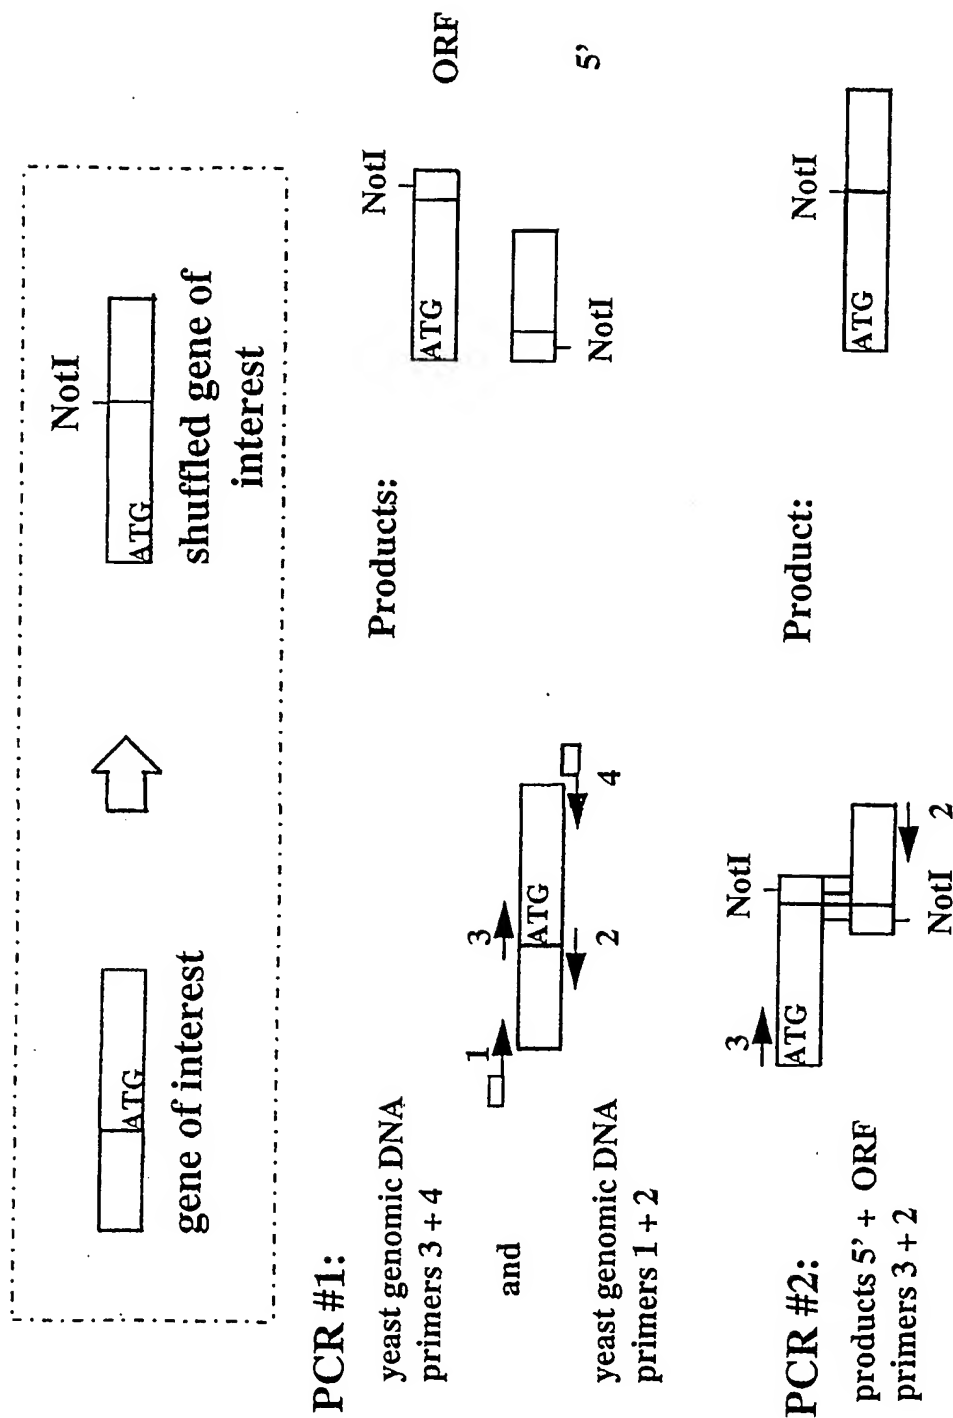 NotI
ATG
ATG
gene of interest
shuffled gene of
interest
PCR #1:
yeast genomic DNA
primers 3 + 4
and
yeast genomic DNA
primers 1 + 2
1
3
ATG
2
4
Products:
NotI
ATG
ORF
NotI
5'
PCR #2:
products 5' + ORF
primers 3 + 2
3
NotI
ATG
NotI
2
Product:
NotI
ATG